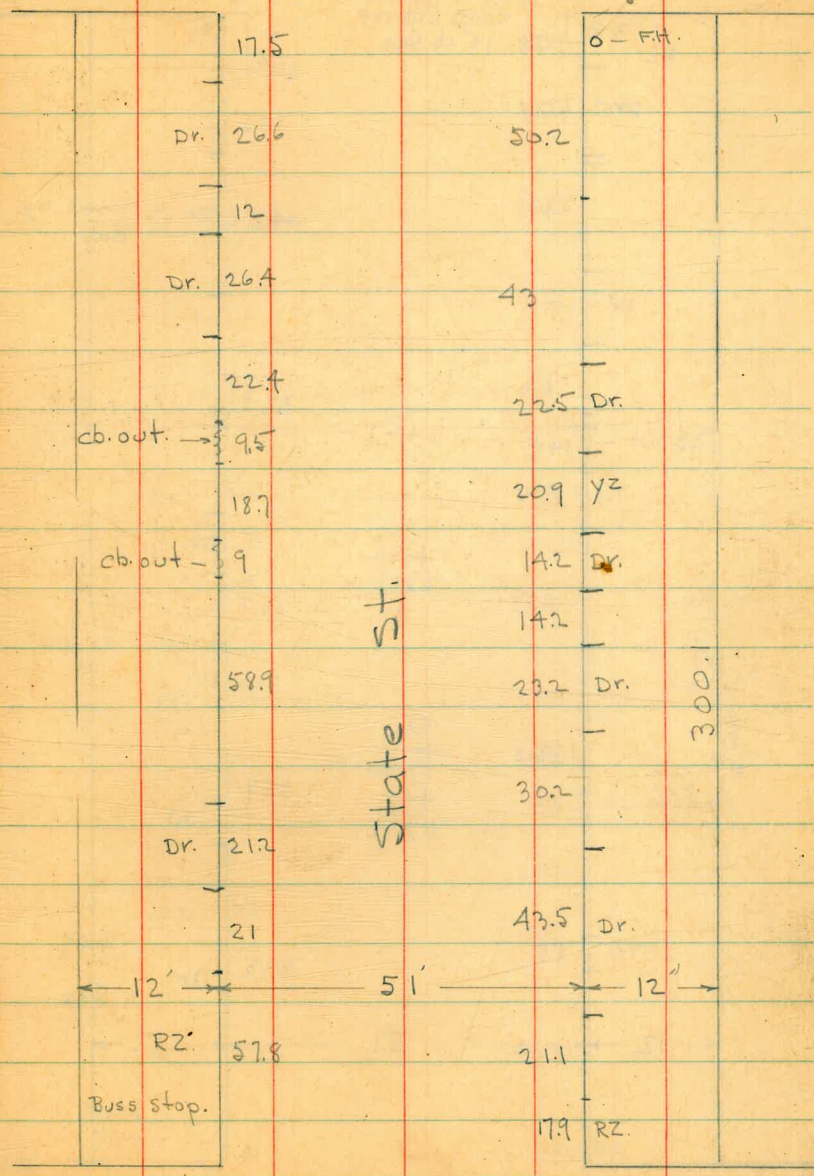 17.5
Dr. 26.6
12
Dr. 26.4
22.4
cb. out. 9.5
18.7
cb. out 9
58.9
Dr. 21.2
21
12'
RZ. 57.8
Buss Stop.
State St.
51'
o - F.H.
50.2
43
22.5 Dr.
20.9 YZ
14.2 Dr.
14.2
23.2 Dr.
30.2
43.5 Dr.
12"
21.1
17.9 RZ.
300.1